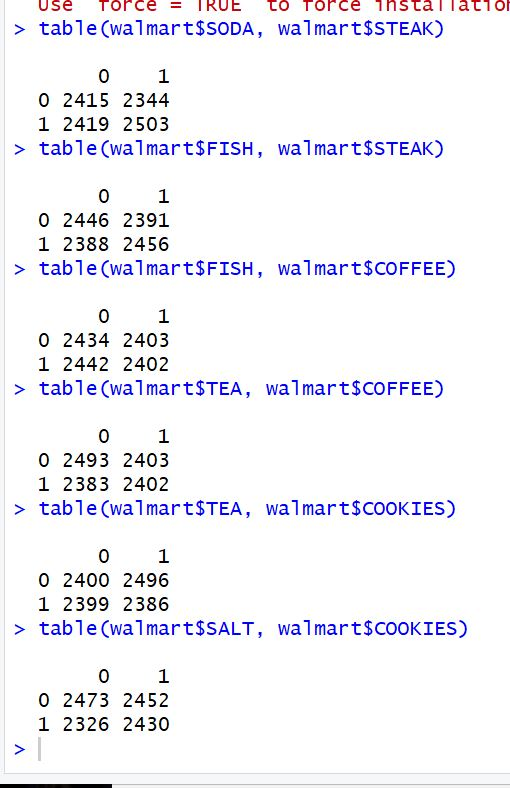 Use `force = TRUE` to force installation
> table(walmart$SODA, walmart$STEAK)
0 1
0 2415 2344
1 2419 2503
> table(walmart$FISH, walmart$STEAK)
0 1
0 2446 2391
1 2388 2456
> table(walmart$FISH, walmart$COFFEE)
0 1
0 2434 2403
1 2442 2402
> table(walmart$TEA, walmart$COFFEE)
0 1
0 2493 2403
1 2383 2402
> table(walmart$TEA, walmart$COOKIES)
0 1
0 2400 2496
1 2399 2386
> table(walmart$SALT, walmart$COOKIES)
0 1
0 2473 2452
1 2326 2430
>